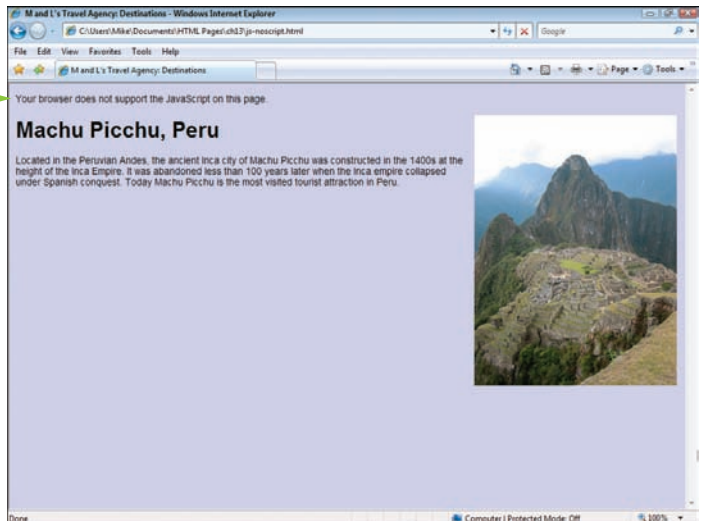 M and L's Travel Agency: Destinations - Windows Internet Explorer
C:\Users\Mike\Documents\HTML Pages\ch13\js-noscript.html
Google
File Edit View Favorites Tools Help
M and L's Travel Agency: Destinations
Page Tools
Your browser does not support the JavaScript on this page.
Machu Picchu, Peru
Located in the Peruvian Andes, the ancient Inca city of Machu Picchu was constructed in the 1400s at the
height of the Inca Empire. It was abandoned less than 100 years later when the Inca empire collapsed
under Spanish conquest. Today Machu Picchu is the most visited tourist attraction in Peru.
Done
Computer | Protected Mode: Off
100%